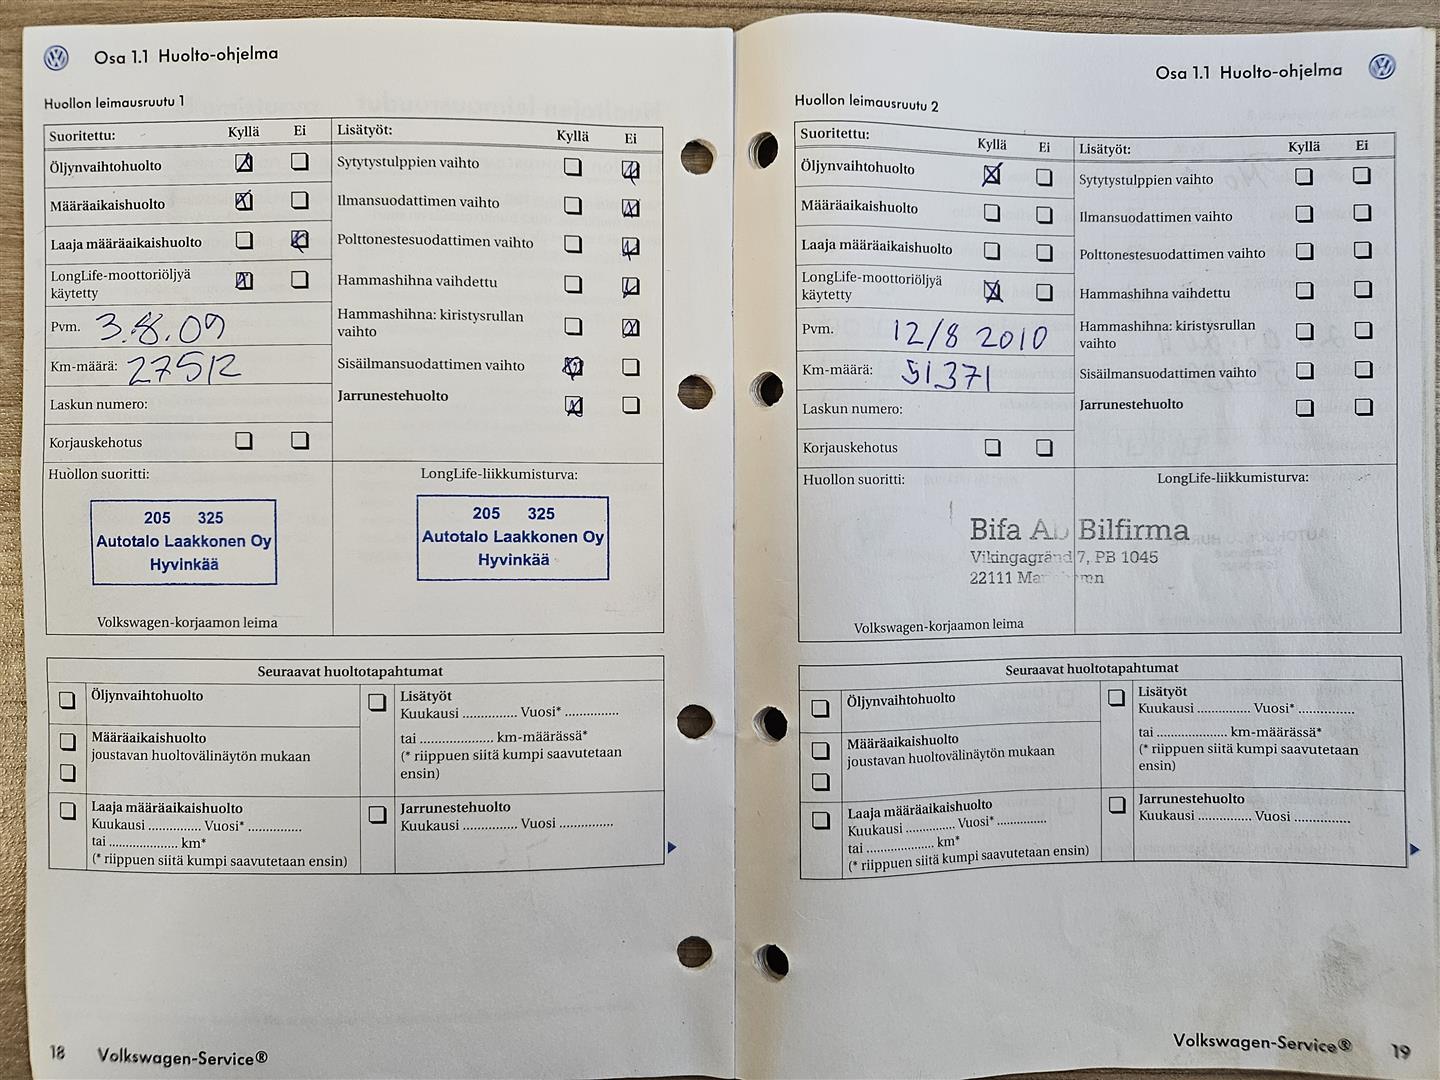 Osa 1.1 Huolto-ohjelma
Huollon leimausruutu 1
Suoritettu: Kyllä Ei
Öljynvaihtohuolto
Määräaikaishuolto
Laaja määräaikaishuolto
LongLife-moottoriöljyä
käytetty
Pvm. 3.8.09
Km-määrä: 27512
Laskun numero:
Korjauskehotus
Lisätyöt: Kyllä Ei
Sytytystulppien vaihto
Ilmansuodattimen vaihto
Polttonestesuodattimen vaihto
Hammashihna vaihdettu
Hammashihna: kiristysrullan
vaihto
Sisäilmansuodattimen vaihto
Jarrunestehuolto
Huollon suoritti:
205 325
Autotalo Laakkonen Oy
Hyvinkää
Volkswagen-korjaamon leima
LongLife-liikkumisturva:
205 325
Autotalo Laakkonen Oy
Hyvinkää
Seuraavat huoltotapahtumat
Öljynvaihtohuolto
Määräaikaishuolto
joustavan huoltovälinäytön mukaan
Laaja määräaikaishuolto
Kuukausi ............... Vuosi* ...............
tai .................... km*
(* riippuen siitä kumpi saavutetaan ensin)
Lisätyöt
Kuukausi ............... Vuosi* ...............
tai .................... km-määrässä*
(* riippuen siitä kumpi saavutetaan
ensin)
Jarrunestehuolto
Kuukausi ............... Vuosi ...............
18 Volkswagen-Service®
Osa 1.1 Huolto-ohjelma
Huollon leimausruutu 2
Suoritettu: Kyllä Ei
Öljynvaihtohuolto
Määräaikaishuolto
Laaja määräaikaishuolto
LongLife-moottoriöljyä
käytetty
Pvm. 12/8 2010
Km-määrä: 51371
Laskun numero:
Korjauskehotus
Lisätyöt: Kyllä Ei
Sytytystulppien vaihto
Ilmansuodattimen vaihto
Polttonestesuodattimen vaihto
Hammashihna vaihdettu
Hammashihna: kiristysrullan
vaihto
Sisäilmansuodattimen vaihto
Jarrunestehuolto
Huollon suoritti:
LongLife-liikkumisturva:
Bifa Ab Bilfirma
Vikingagränd 7, PB 1045
22111
Volkswagen-korjaamon leima
Seuraavat huoltotapahtumat
Öljynvaihtohuolto
Määräaikaishuolto
joustavan huoltovälinäytön mukaan
Laaja määräaikaishuolto
Kuukausi ............... Vuosi* ...............
tai .................... km*
(* riippuen siitä kumpi saavutetaan ensin)
Lisätyöt
Kuukausi ............... Vuosi* ...............
tai .................... km-määrässä*
(* riippuen siitä kumpi saavutetaan
ensin)
Jarrunestehuolto
Kuukausi ............... Vuosi ...............
Volkswagen-Service® 19